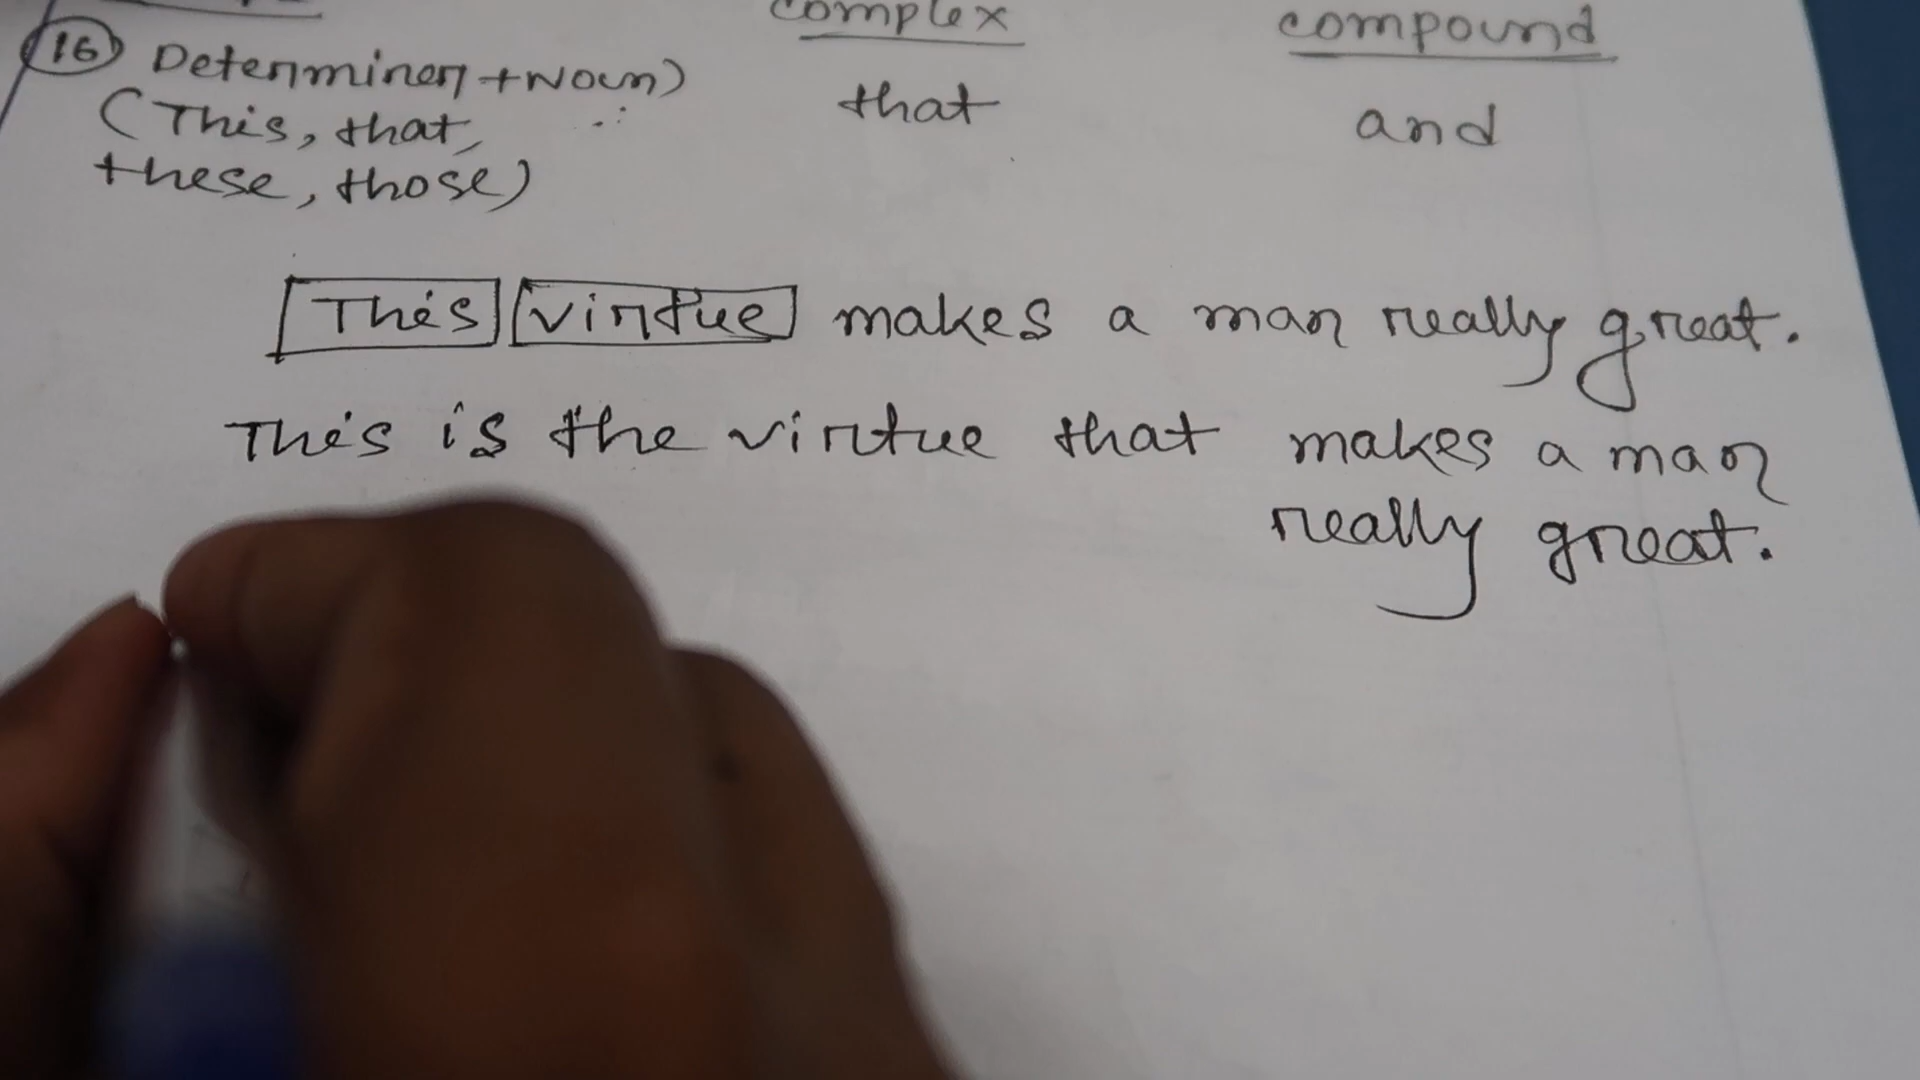 complex compound
16 Determiner + Noun) that and
(This, that,
these, those)
This virtue makes a man really great.
This is the virtue that makes a man
really great.